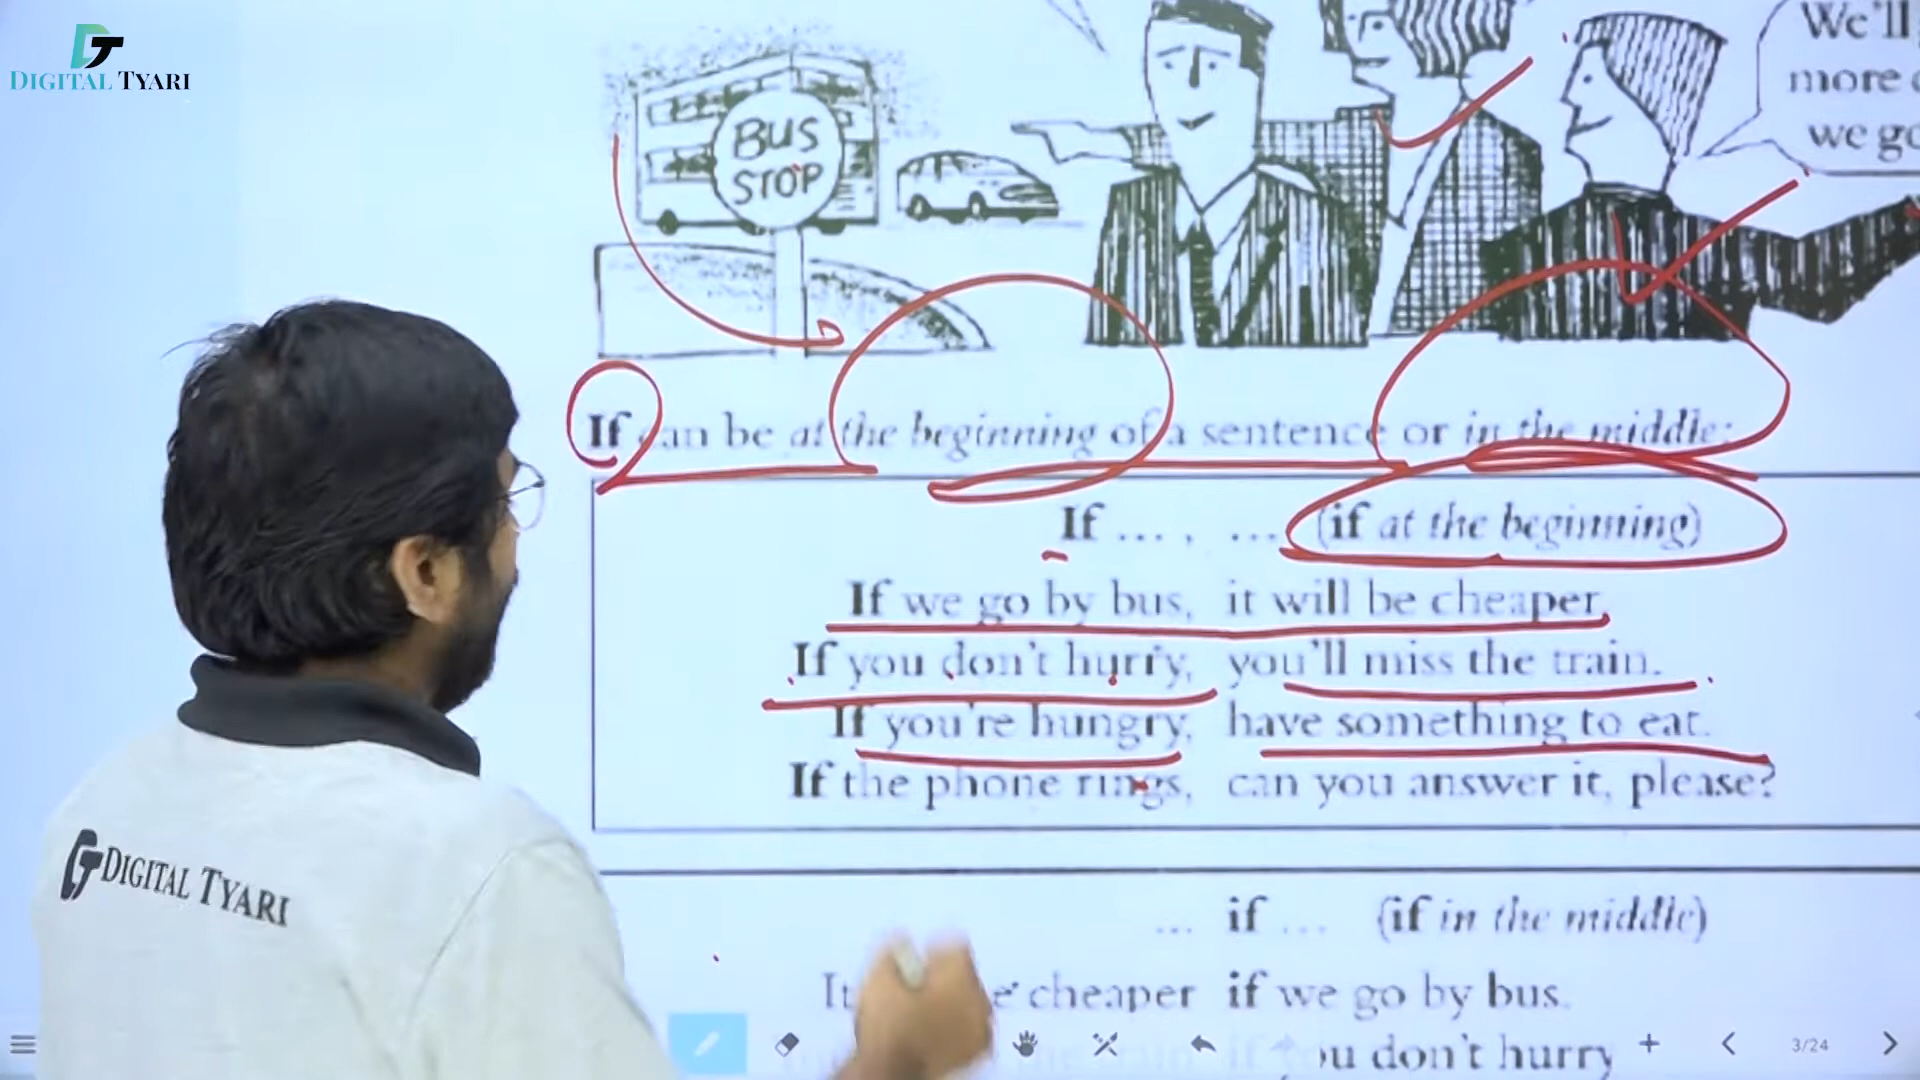 DT
DIGITAL TYARI
We'll
more
we go
BUS
STOP
If can be at the beginning of a sentence or in the middle:
If ... , ... (if at the beginning)
If we go by bus, it will be cheaper.
If you don't hurry, you'll miss the train.
If you're hungry, have something to eat.
If the phone rings, can you answer it, please?
... if ... (if in the middle)
It cheaper if we go by bus.
if you don't hurry
DIGITAL TYARI
3/24